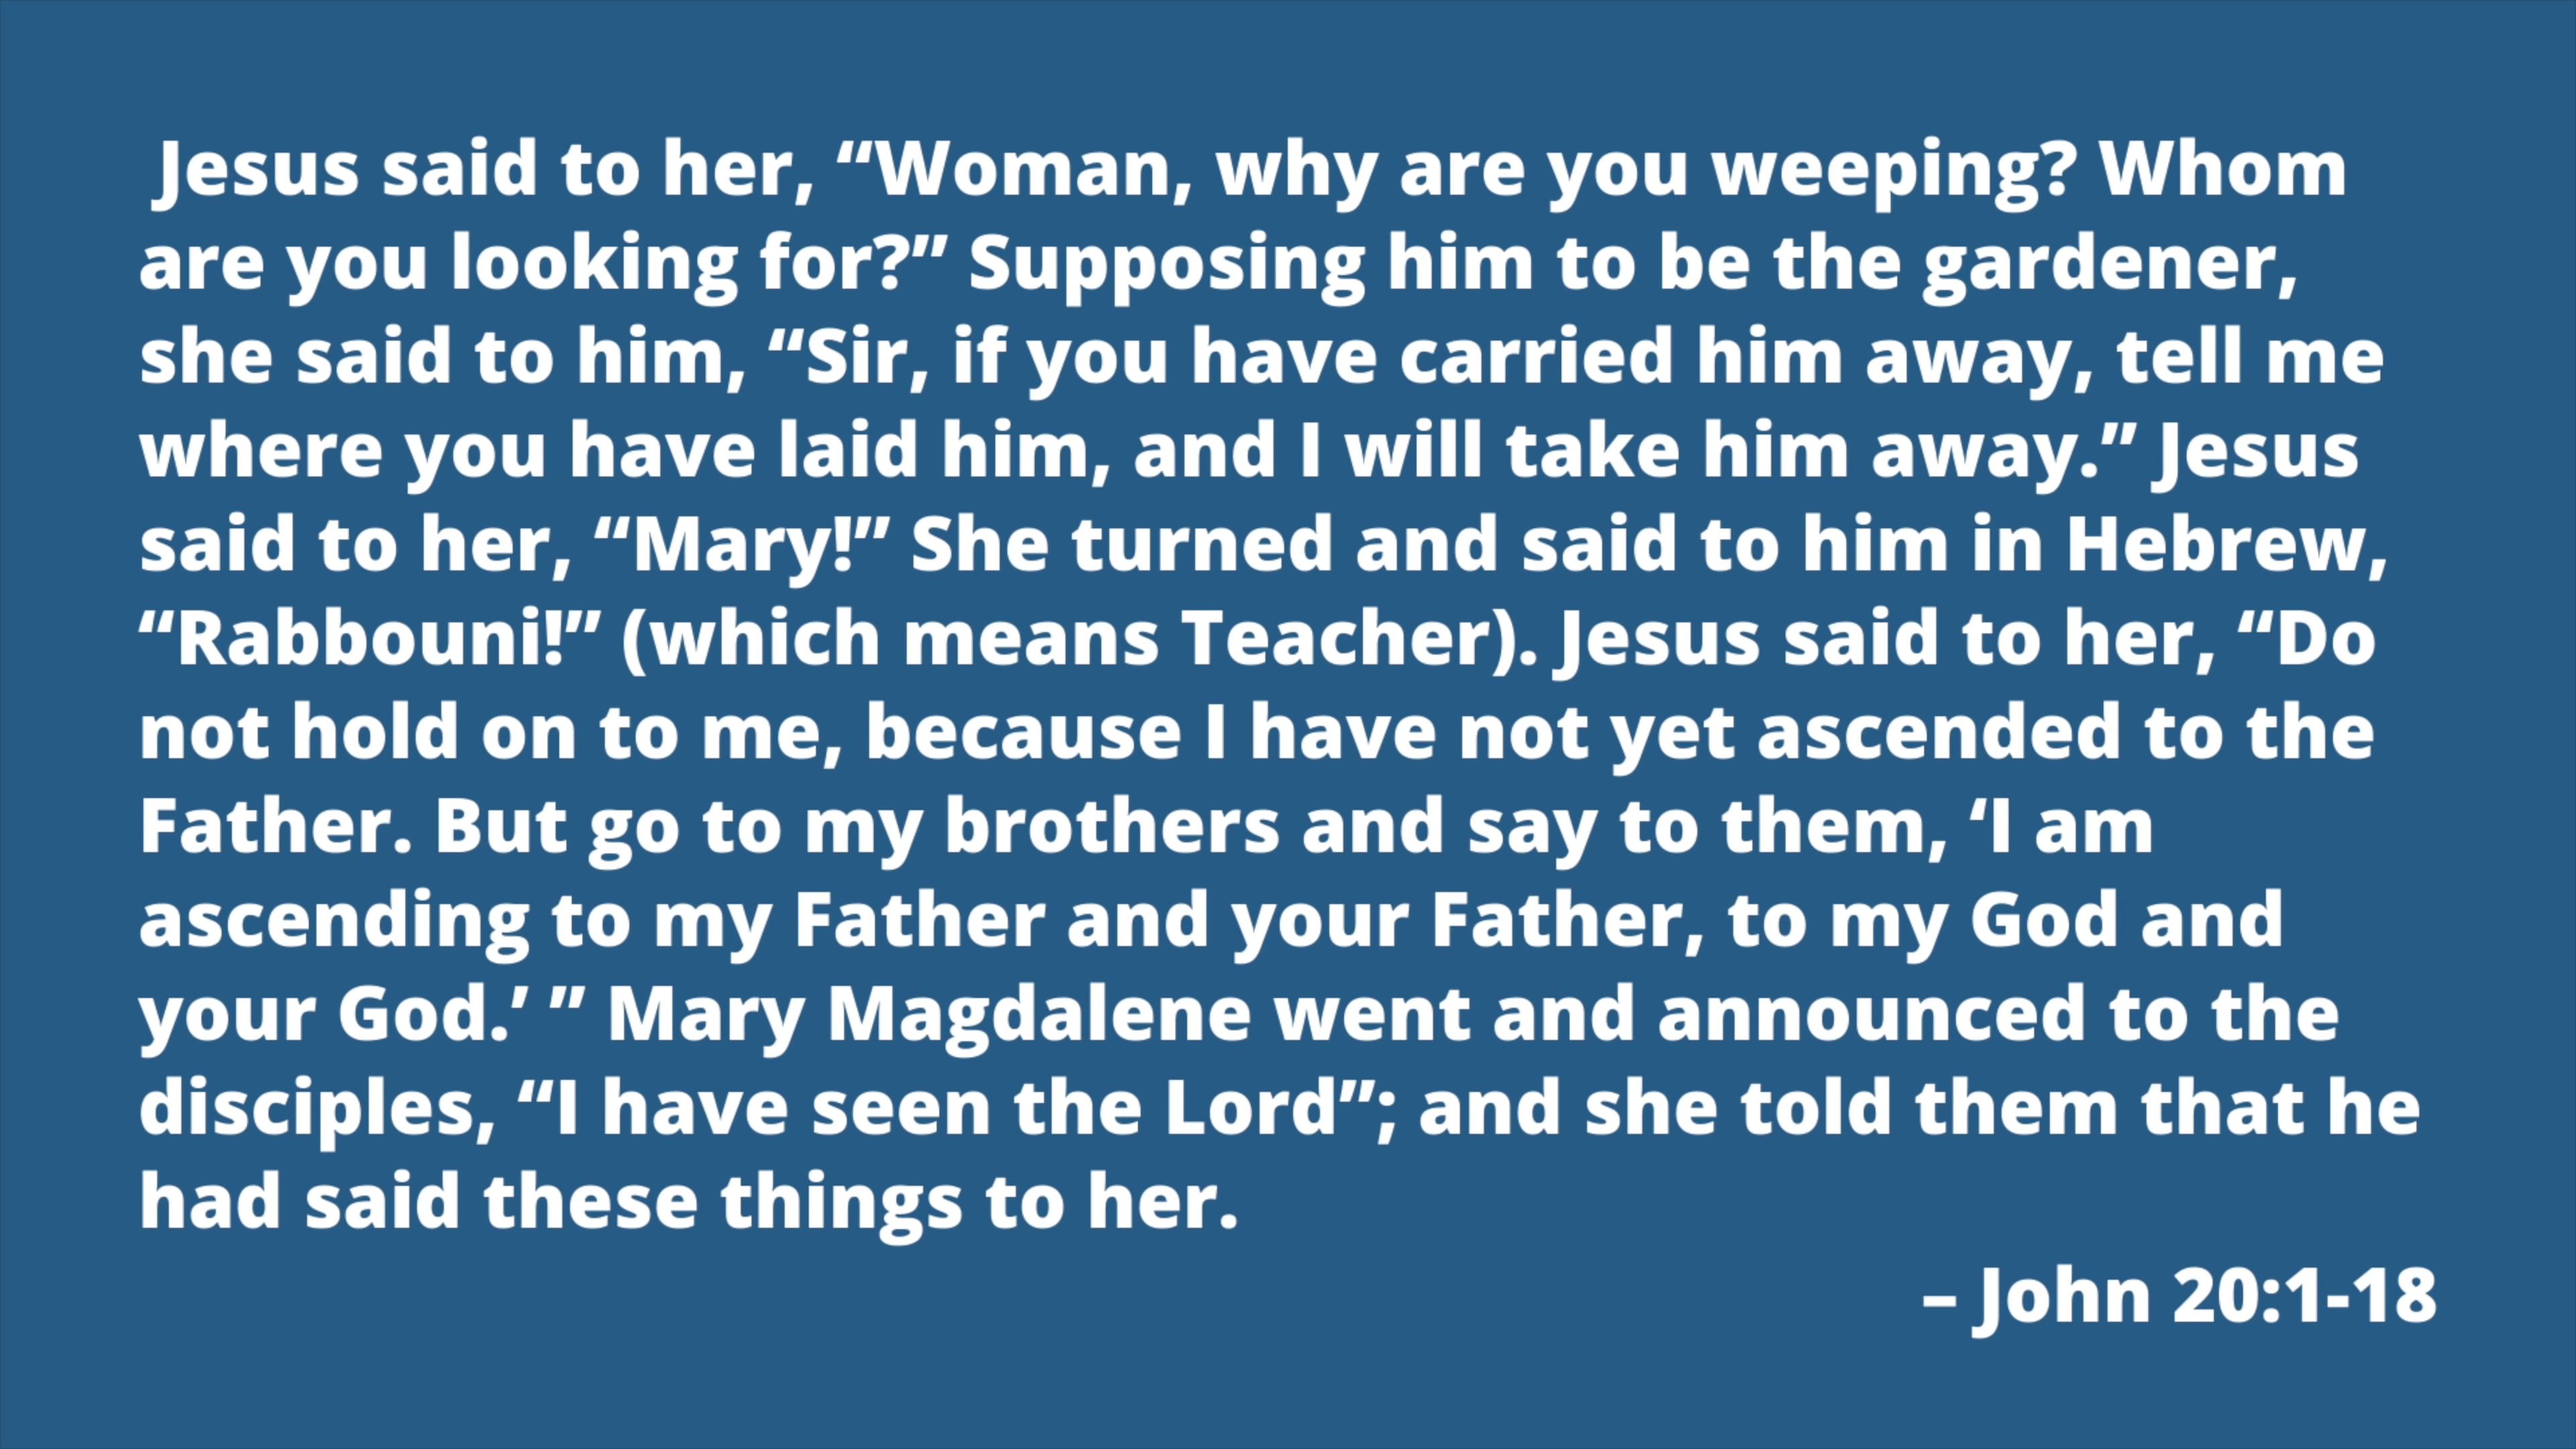 Jesus said to her, “Woman, why are you weeping? Whom
are you looking for?” Supposing him to be the gardener,
she said to him, “Sir, if you have carried him away, tell me
where you have laid him, and I will take him away.” Jesus
said to her, “Mary!” She turned and said to him in Hebrew,
“Rabbouni!” (which means Teacher). Jesus said to her, “Do
not hold on to me, because I have not yet ascended to the
Father. But go to my brothers and say to them, ‘I am
ascending to my Father and your Father, to my God and
your God.’ ” Mary Magdalene went and announced to the
disciples, “I have seen the Lord”; and she told them that he
had said these things to her.
– John 20:1-18